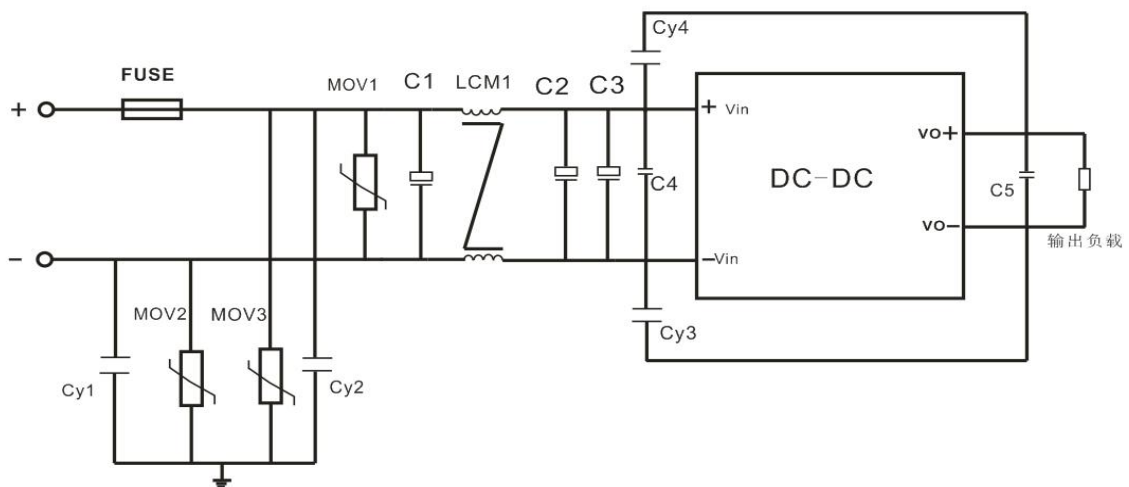 Cy4
FUSE
MOV1
C1
LCM1
C2
C3
+
+
Vin
VO+
C4
DC-DC
C5
VO-
-
-Vin
输出负载
MOV2
MOV3
Cy3
Cy1
Cy2